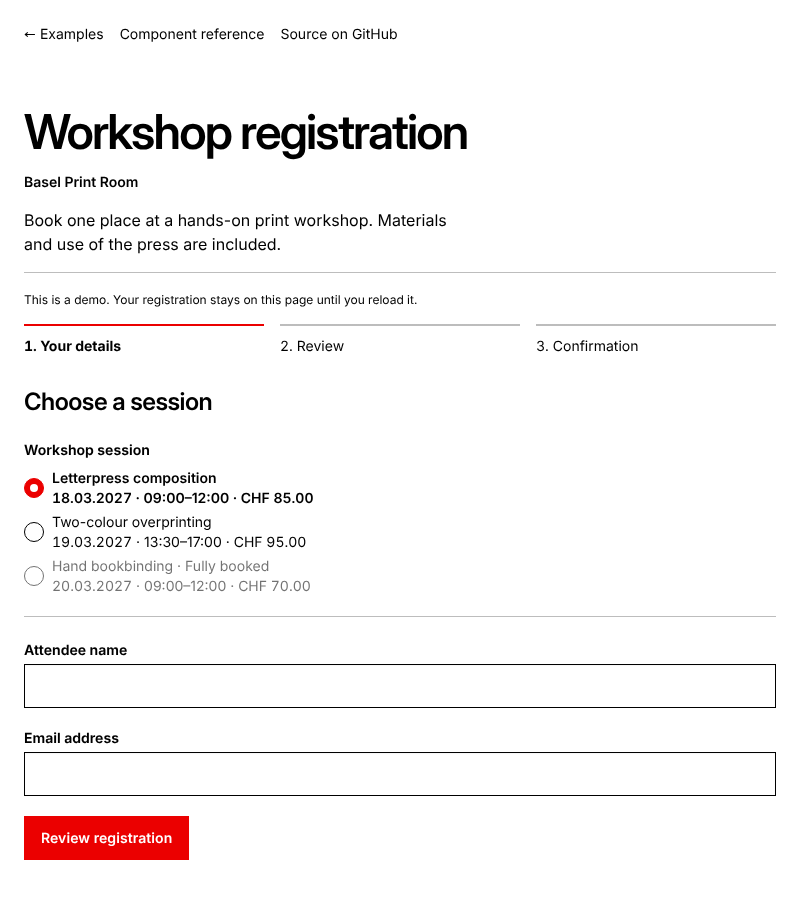 ← Examples Component reference Source on GitHub
Workshop registration
Basel Print Room
Book one place at a hands-on print workshop. Materials
and use of the press are included.
This is a demo. Your registration stays on this page until you reload it.
1. Your details 2. Review 3. Confirmation
Choose a session
Workshop session
Letterpress composition
18.03.2027 · 09:00–12:00 · CHF 85.00
Two-colour overprinting
19.03.2027 · 13:30–17:00 · CHF 95.00
Hand bookbinding · Fully booked
20.03.2027 · 09:00–12:00 · CHF 70.00
Attendee name
Email address
Review registration